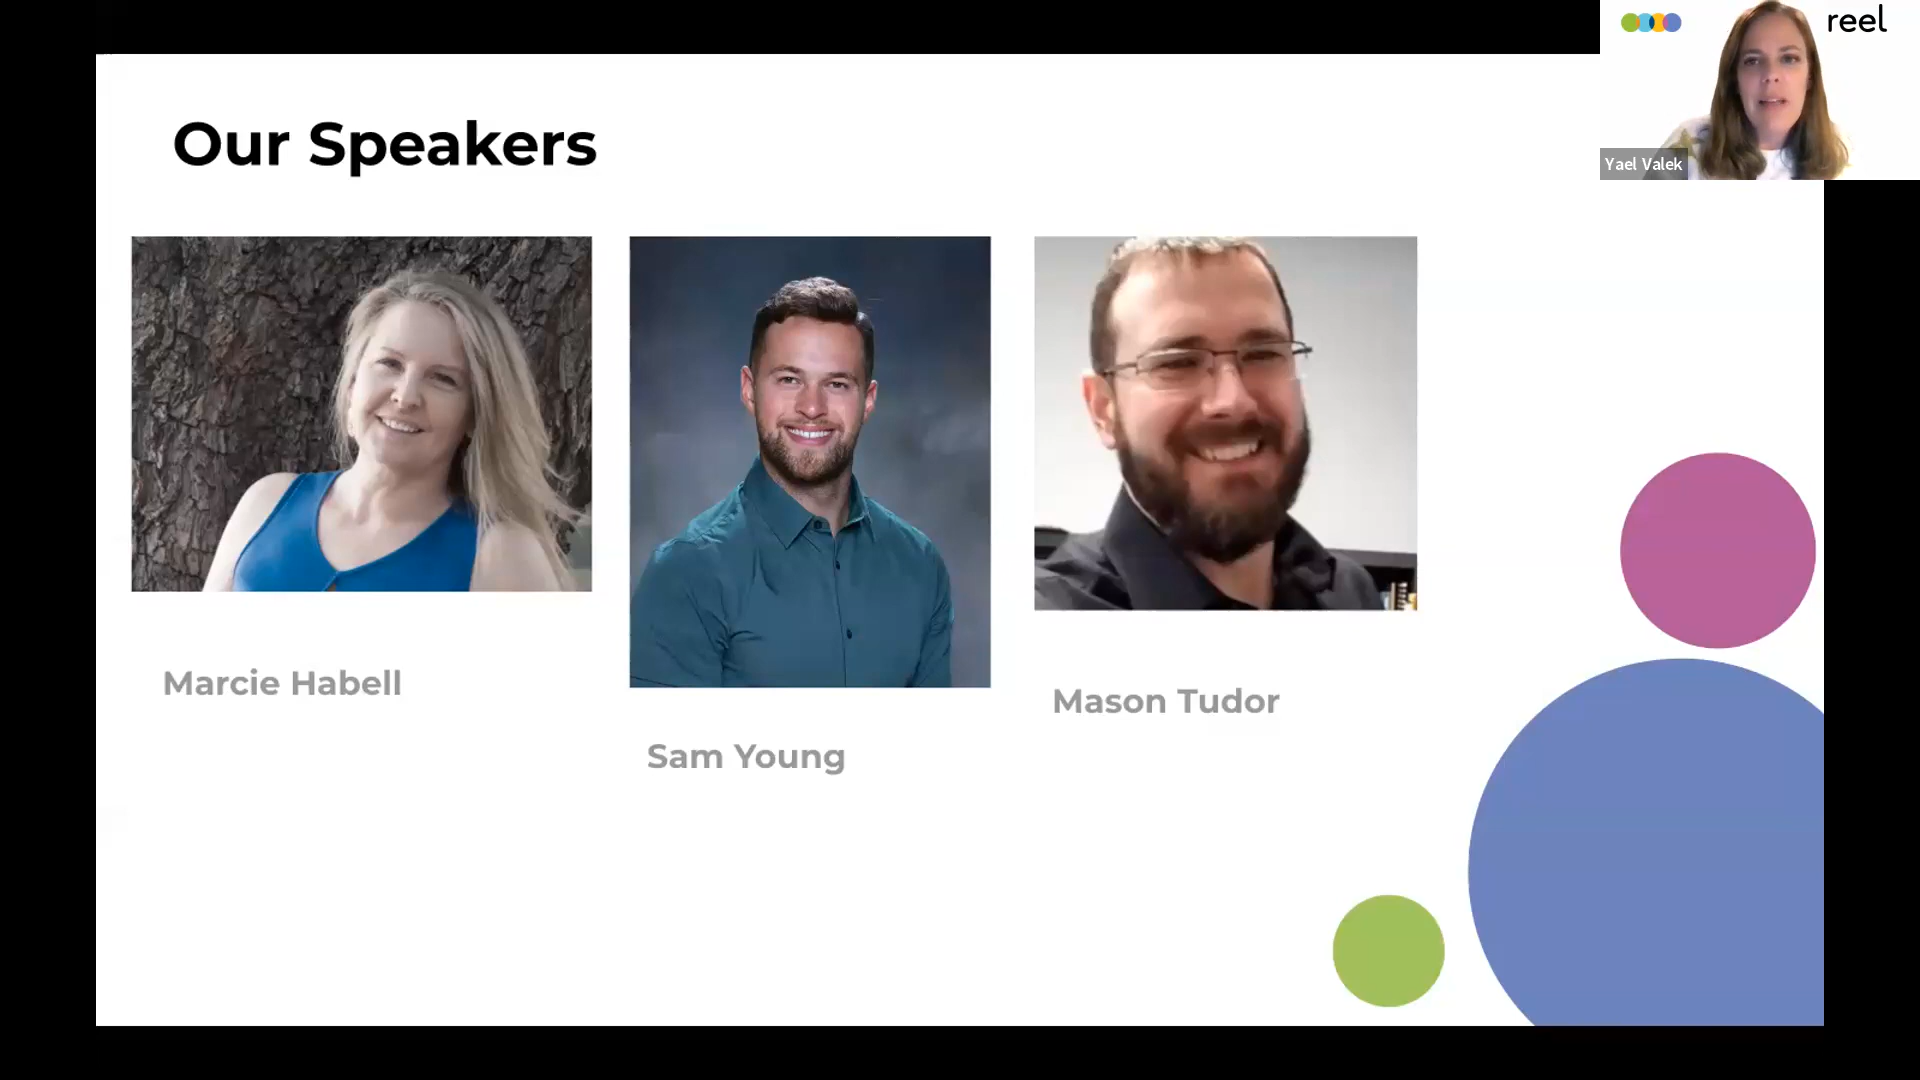 reel
Yael Valek
Our Speakers
Marcie Habell
Sam Young
Mason Tudor